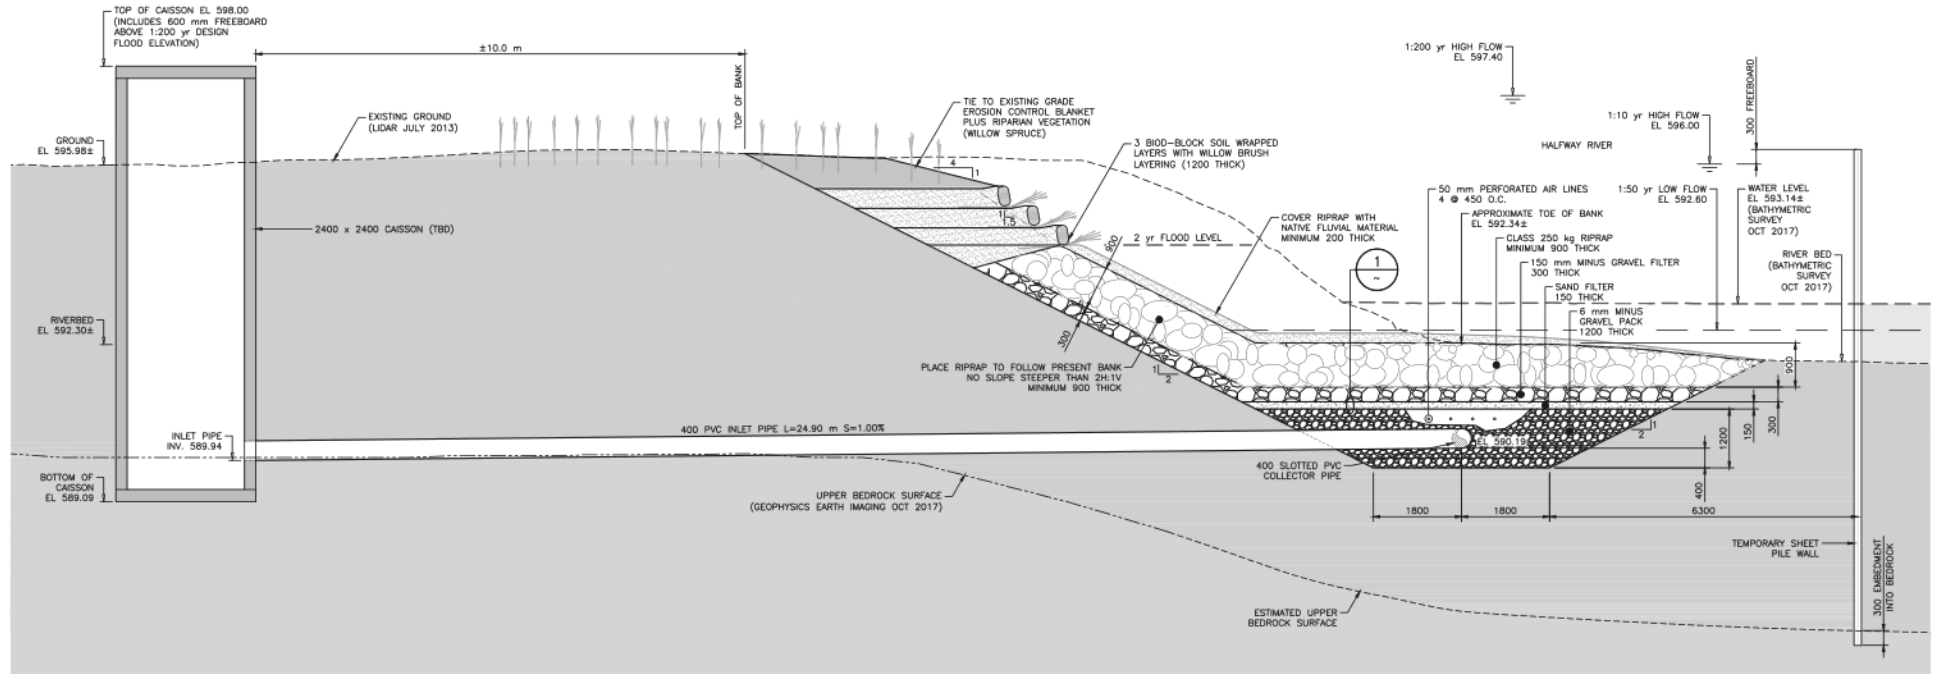 TOP OF CAISSON EL 598.00
(INCLUDES 600 mm FREEBOARD
ABOVE 1:200 yr DESIGN
FLOOD ELEVATION)
±10.0 m
TOP OF BANK
1:200 yr HIGH FLOW
EL 597.40
300 FREEBOARD
EXISTING GROUND
(LIDAR JULY 2013)
TIE TO EXISTING GRADE
EROSION CONTROL BLANKET
PLUS RIPARIAN VEGETATION
(WILLOW SPRUCE)
1:10 yr HIGH FLOW
EL 596.00
GROUND
EL 595.98±
3 BIOD-BLOCK SOIL WRAPPED
LAYERS WITH WILLOW BRUSH
LAYERING (1200 THICK)
HALFWAY RIVER
4
1
50 mm PERFORATED AIR LINES
4 @ 450 O.C.
1:50 yr LOW FLOW
EL 592.60
WATER LEVEL
EL 593.14±
(BATHYMETRIC
SURVEY
OCT 2017)
2400 x 2400 CAISSON (TBD)
1
1.5
COVER RIPRAP WITH
NATIVE FLUVIAL MATERIAL
MINIMUM 200 THICK
APPROXIMATE TOE OF BANK
EL 592.34±
900
2 yr FLOOD LEVEL
CLASS 250 kg RIPRAP
MINIMUM 900 THICK
RIVER BED
(BATHYMETRIC
SURVEY
OCT 2017)
1
~
150 mm MINUS GRAVEL FILTER
300 THICK
SAND FILTER
150 THICK
6 mm MINUS
GRAVEL PACK
1200 THICK
RIVERBED
EL 592.30±
300
PLACE RIPRAP TO FOLLOW PRESENT BANK
NO SLOPE STEEPER THAN 2H:1V
MINIMUM 900 THICK
1
2
900
400 PVC INLET PIPE L=24.90 m S=1.00%
INLET PIPE
INV. 589.94
EL 590.19
1
2
1200
150
300
BOTTOM OF
CAISSON
EL 589.09
400 SLOTTED PVC
COLLECTOR PIPE
400
UPPER BEDROCK SURFACE
(GEOPHYSICS EARTH IMAGING OCT 2017)
1800
1800
6300
TEMPORARY SHEET
PILE WALL
ESTIMATED UPPER
BEDROCK SURFACE
300 EMBEDMENT
INTO BEDROCK